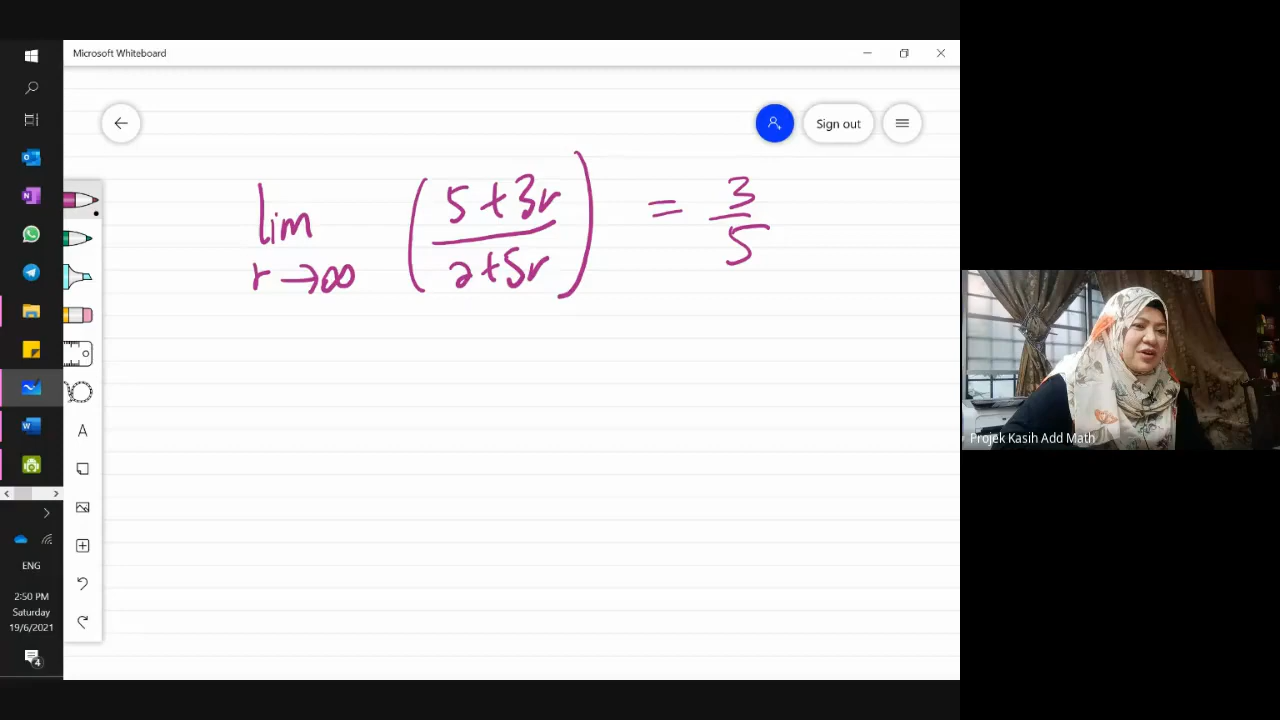 Microsoft Whiteboard
Sign out
lim r→∞ (5+3r / 2+5r) = 3/5
A
Projek Kasih Add Math
ENG
2:50 PM
Saturday
19/6/2021
4